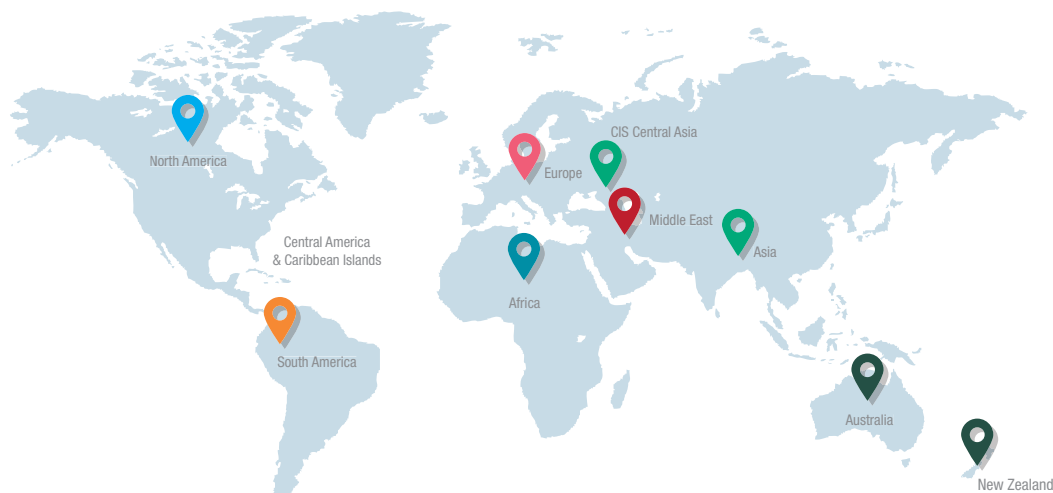 CIS Central Asia
North America
Europe
Middle East
Central America
& Caribbean Islands
Asia
Africa
South America
Australia
New Zealand